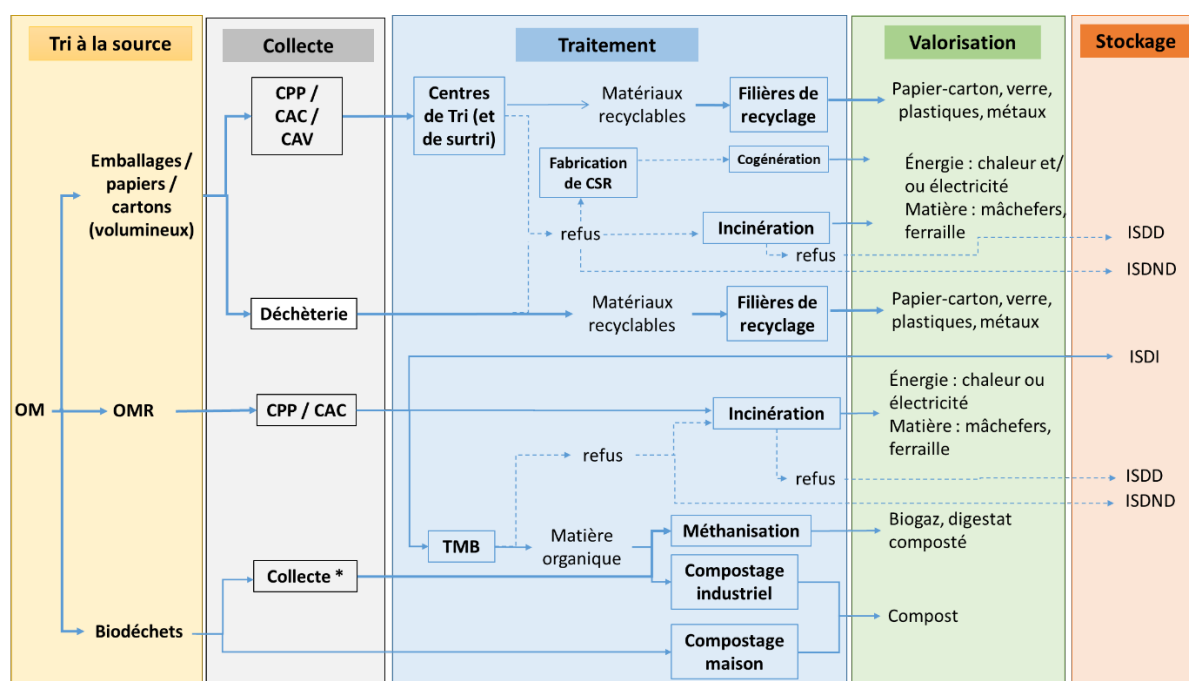 Tri à la source
Collecte
Traitement
Valorisation
Stockage
CPP /
CAC /
CAV
Centres
de Tri (et
de surtri)
Matériaux
recyclables
Filières de
recyclage
Papier-carton, verre,
plastiques, métaux
Emballages /
papiers /
cartons
(volumineux)
Fabrication
de CSR
Cogénération
Énergie : chaleur et/
ou électricité
Matière : mâchefers,
ferraille
refus
Incinération
refus
ISDD
ISDND
Déchèterie
Matériaux
recyclables
Filières de
recyclage
Papier-carton, verre,
plastiques, métaux
ISDI
OM
OMR
CPP / CAC
Incinération
Énergie : chaleur ou
électricité
Matière : mâchefers,
ferraille
refus
refus
ISDD
ISDND
TMB
Matière
organique
Méthanisation
Biogaz, digestat
composté
Collecte *
Compostage
industriel
Compost
Biodéchets
Compostage
maison